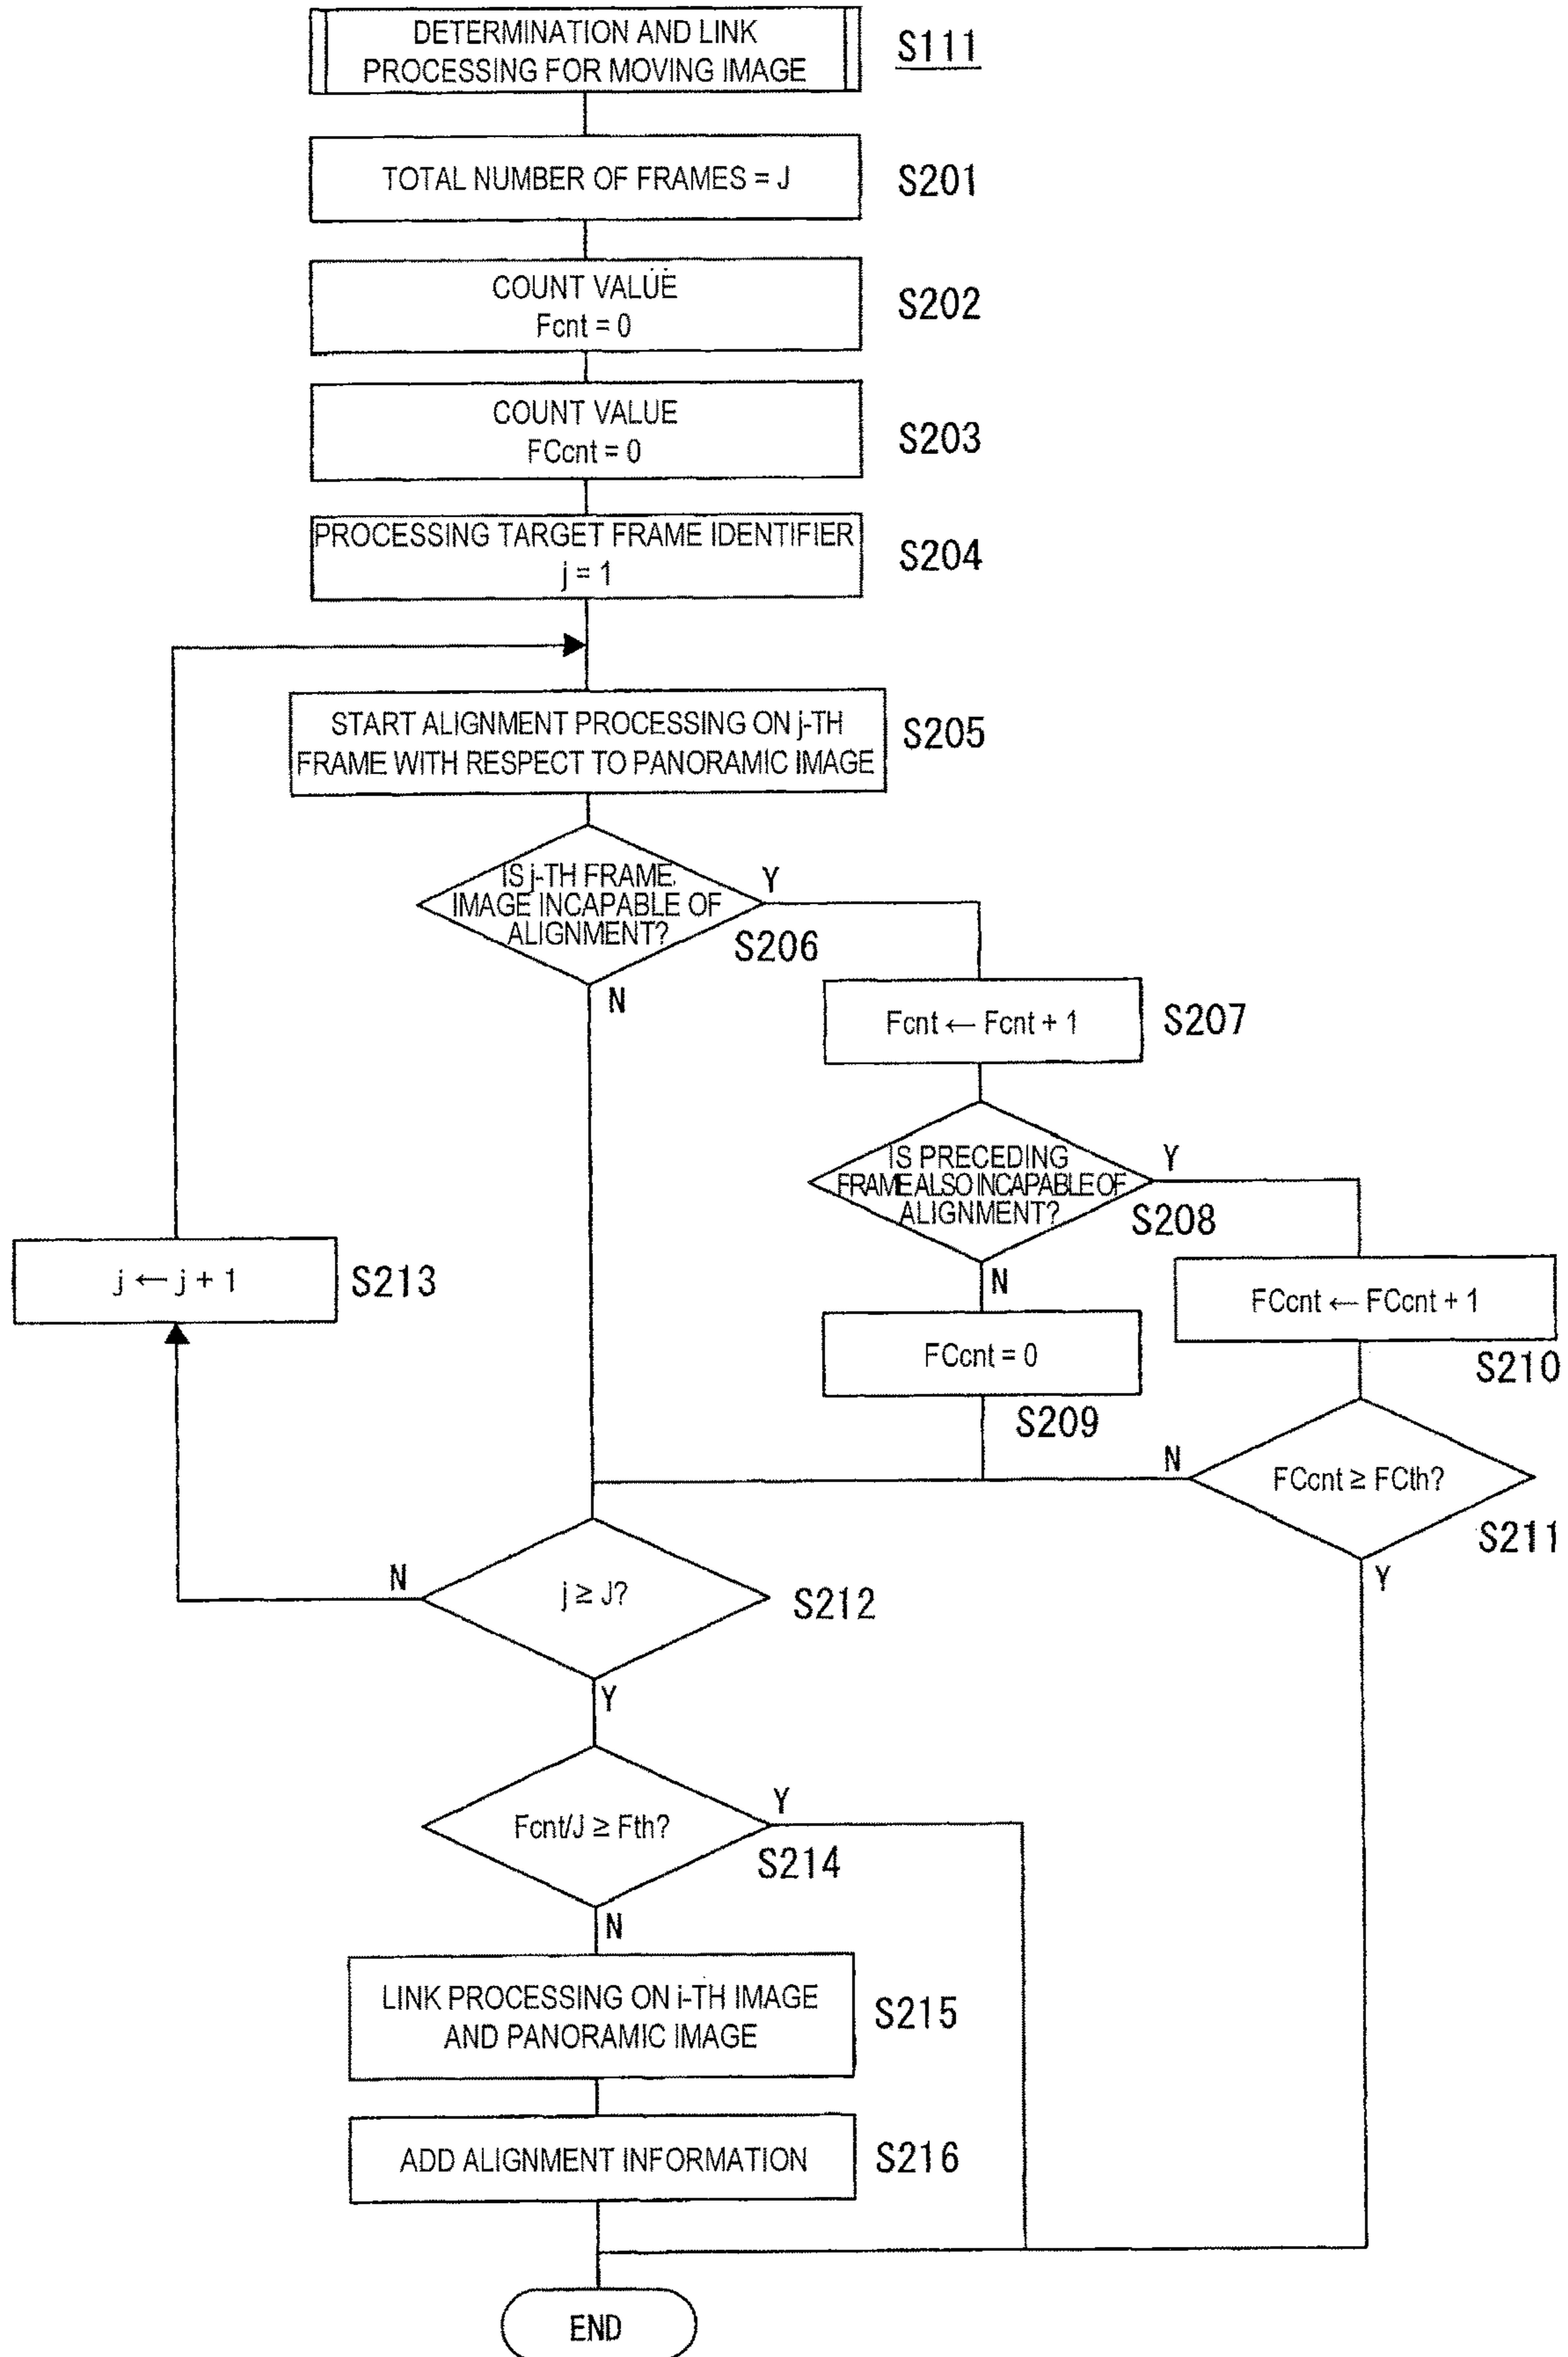 DETERMINATION AND LINK
PROCESSING FOR MOVING IMAGE
S111
TOTAL NUMBER OF FRAMES = J
S201
COUNT VALUE
Fcnt = 0
S202
COUNT VALUE
FCcnt = 0
S203
PROCESSING TARGET FRAME IDENTIFIER
j = 1
S204
START ALIGNMENT PROCESSING ON j-TH
FRAME WITH RESPECT TO PANORAMIC IMAGE
S205
IS j-TH FRAME
IMAGE INCAPABLE OF
ALIGNMENT?
Y
S206
N
Fcnt ← Fcnt + 1
S207
IS PRECEDING
FRAME ALSO INCAPABLE OF
ALIGNMENT?
Y
S208
N
j ← j + 1
S213
FCcnt ← FCcnt + 1
S210
FCcnt = 0
S209
N
FCcnt ≥ FCth?
S211
Y
N
j ≥ J?
S212
Y
Fcnt/J ≥ Fth?
Y
S214
N
LINK PROCESSING ON i-TH IMAGE
AND PANORAMIC IMAGE
S215
ADD ALIGNMENT INFORMATION
S216
END